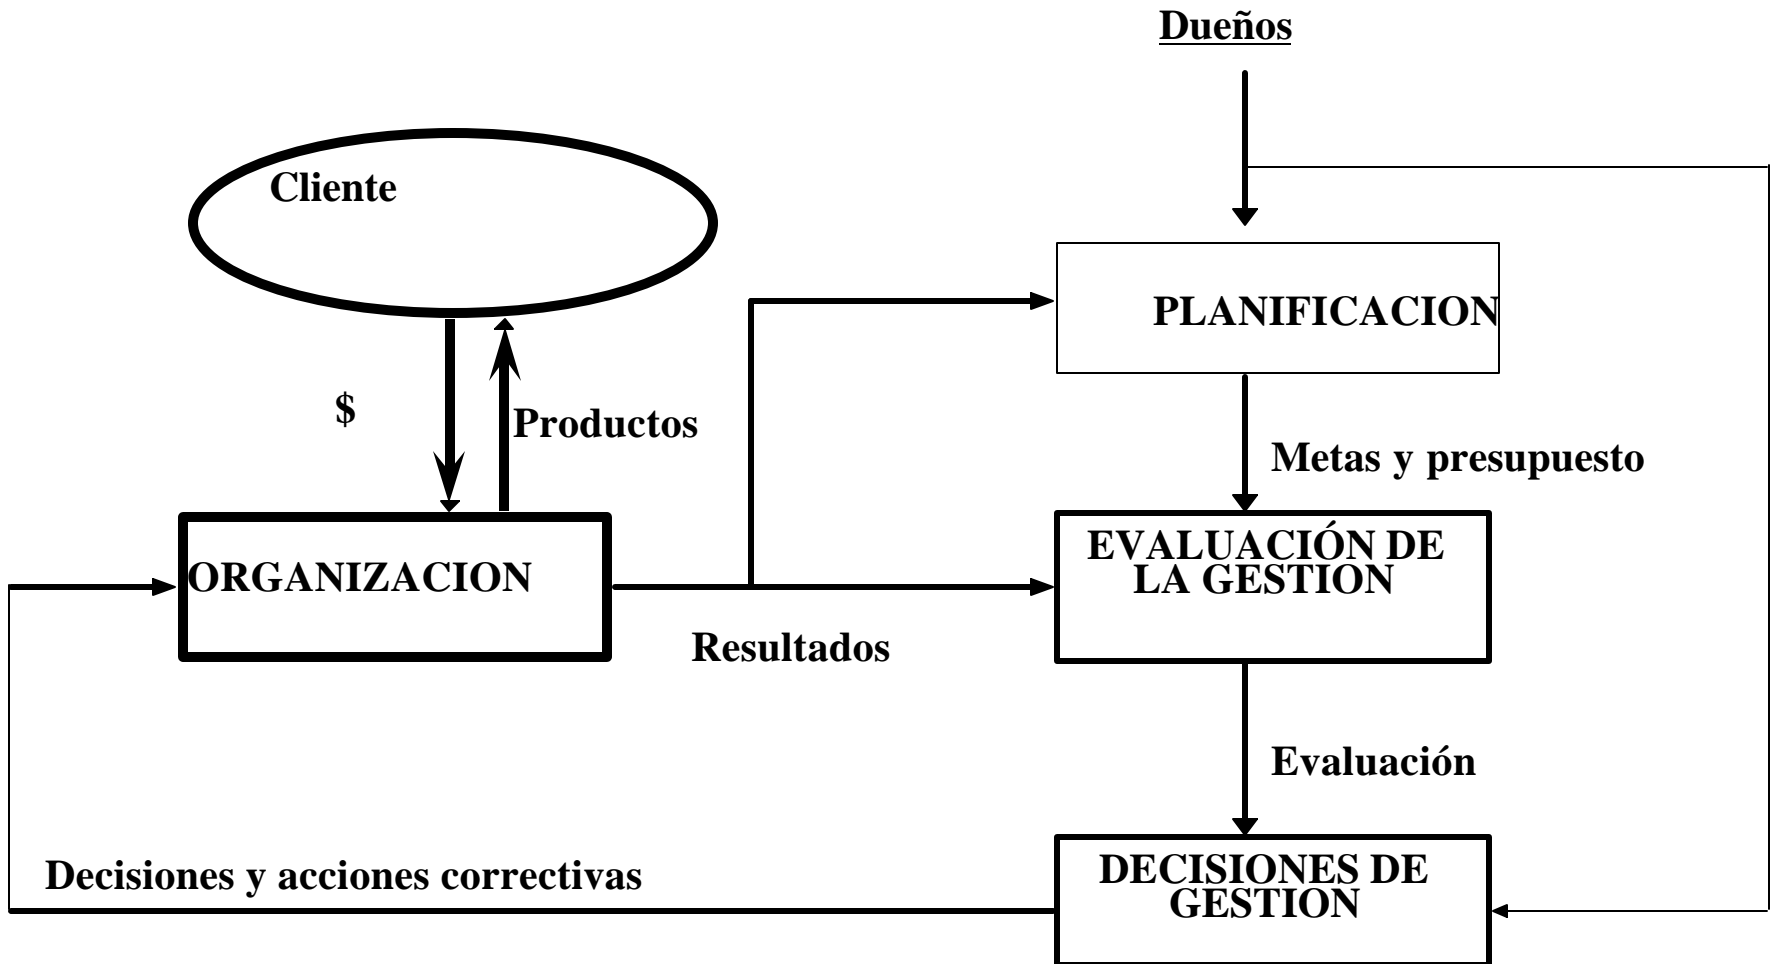 Dueños
Cliente
PLANIFICACION
$
Productos
Metas y presupuesto
EVALUACIÓN DE
LA GESTION
ORGANIZACION
Resultados
Evaluación
Decisiones y acciones correctivas
DECISIONES DE
GESTION